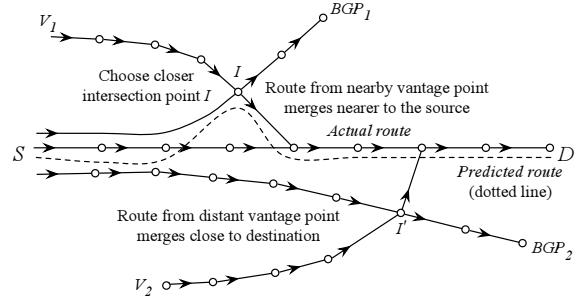 V1
BGP1
Choose closer
intersection point I
I
Route from nearby vantage point
merges nearer to the source
Actual route
S
D
Predicted route
(dotted line)
Route from distant vantage point
merges close to destination
I'
BGP2
V2